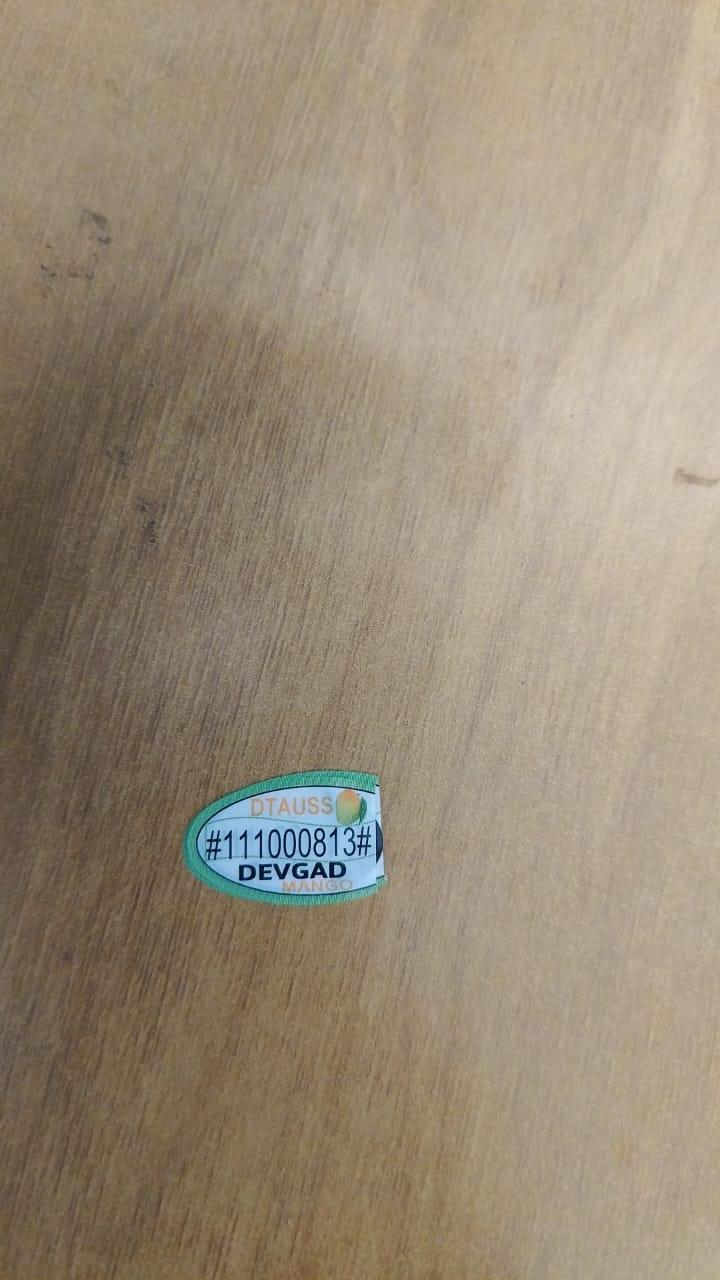 DTAUSS
#111000813#
DEVGAD
MANGO